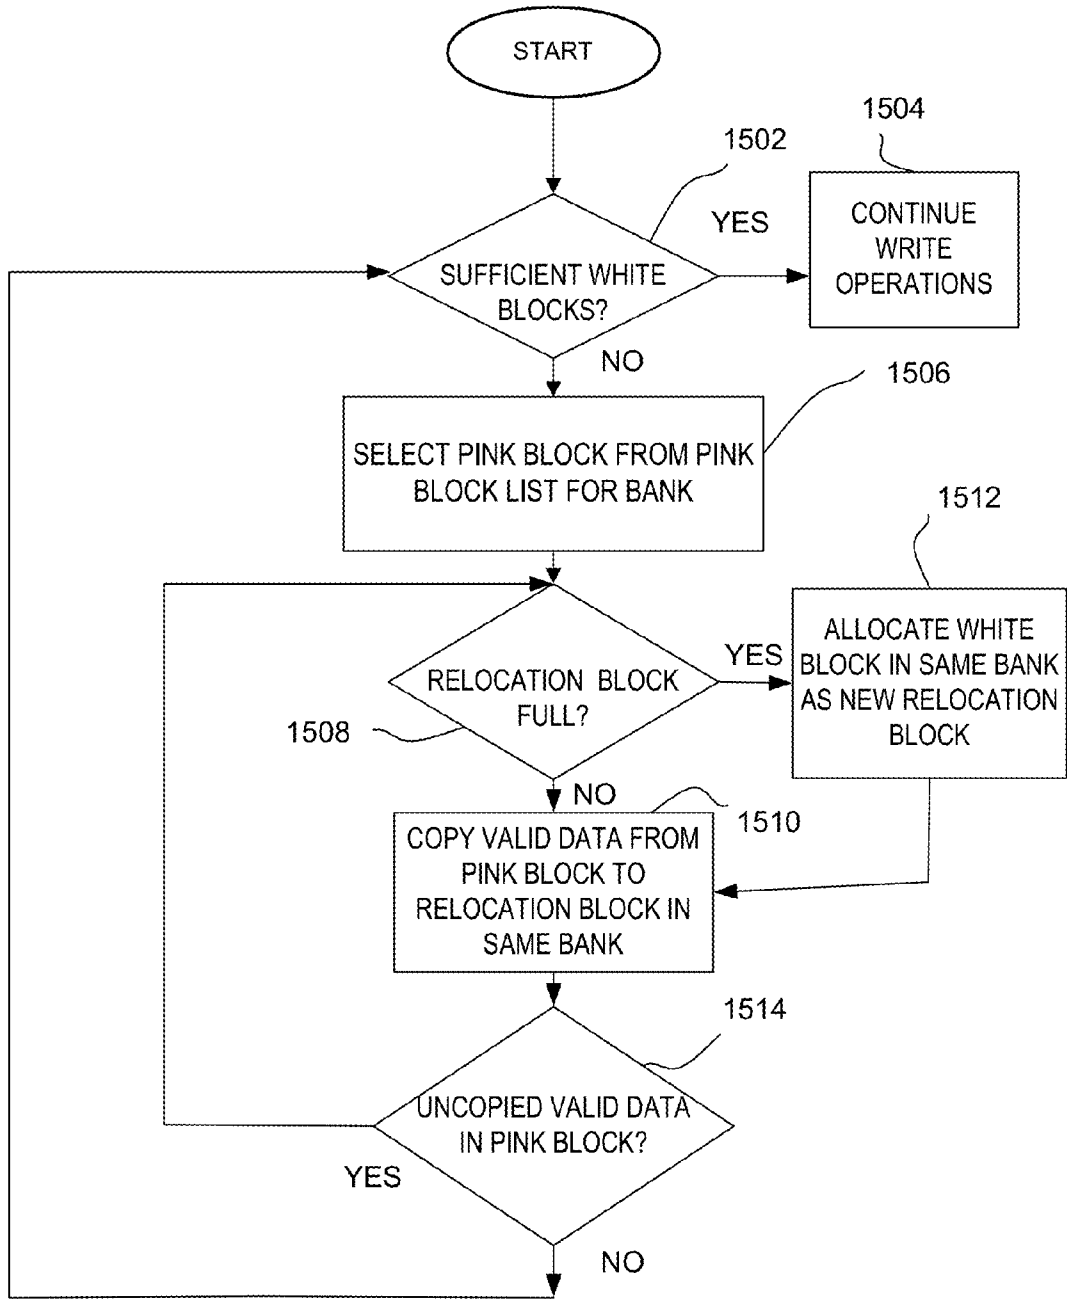 START
1502
1504
YES
CONTINUE
WRITE
OPERATIONS
SUFFICIENT WHITE
BLOCKS?
NO
1506
SELECT PINK BLOCK FROM PINK
BLOCK LIST FOR BANK
1512
ALLOCATE WHITE
BLOCK IN SAME BANK
AS NEW RELOCATION
BLOCK
YES
RELOCATION BLOCK
FULL?
1508
NO
1510
COPY VALID DATA FROM
PINK BLOCK TO
RELOCATION BLOCK IN
SAME BANK
1514
UNCOPIED VALID DATA
IN PINK BLOCK?
YES
NO